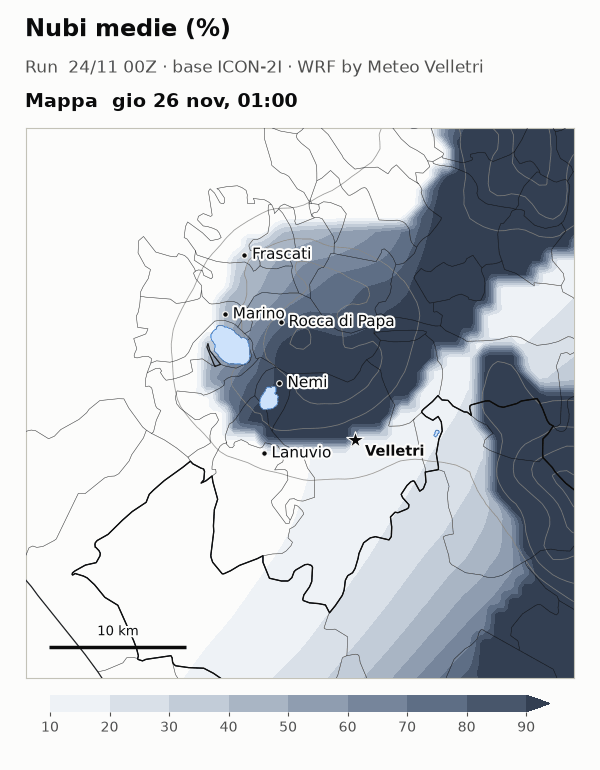 Nubi medie (%)
Run 24/11 00Z · base ICON-2I · WRF by Meteo Velletri
Mappa gio 26 nov, 01:00
Frascati
Marino
Rocca di Papa
Nemi
Velletri
Lanuvio
10 km
10 20 30 40 50 60 70 80 90